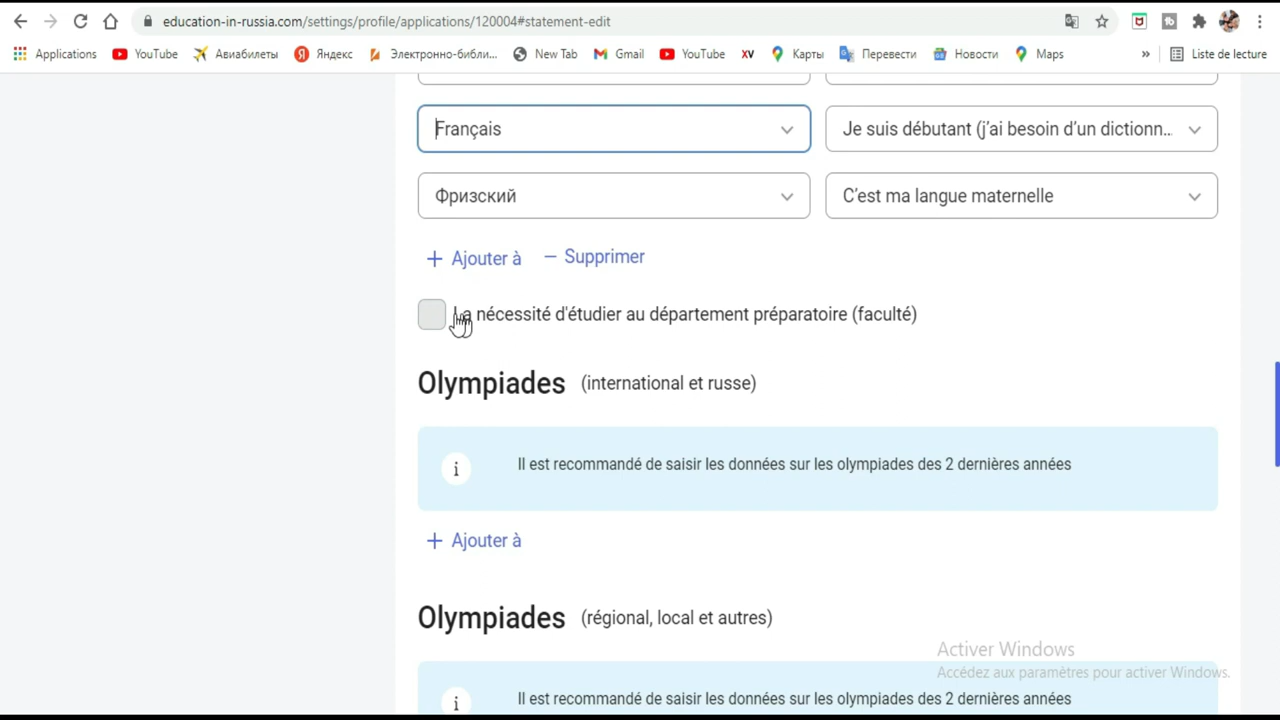 education-in-russia.com/settings/profile/applications/120004#statement-edit
Applications YouTube Авиабилеты Яндекс Электронно-библи... New Tab Gmail YouTube XV Карты Перевести Новости Maps » Liste de lecture
Français Je suis débutant (j'ai besoin d'un dictionn...
Фризский C'est ma langue maternelle
+ Ajouter à − Supprimer
La nécessité d'étudier au département préparatoire (faculté)
Olympiades (international et russe)
i Il est recommandé de saisir les données sur les olympiades des 2 dernières années
+ Ajouter à
Olympiades (régional, local et autres)
Activer Windows
Accédez aux paramètres pour activer Windows.
i Il est recommandé de saisir les données sur les olympiades des 2 dernières années